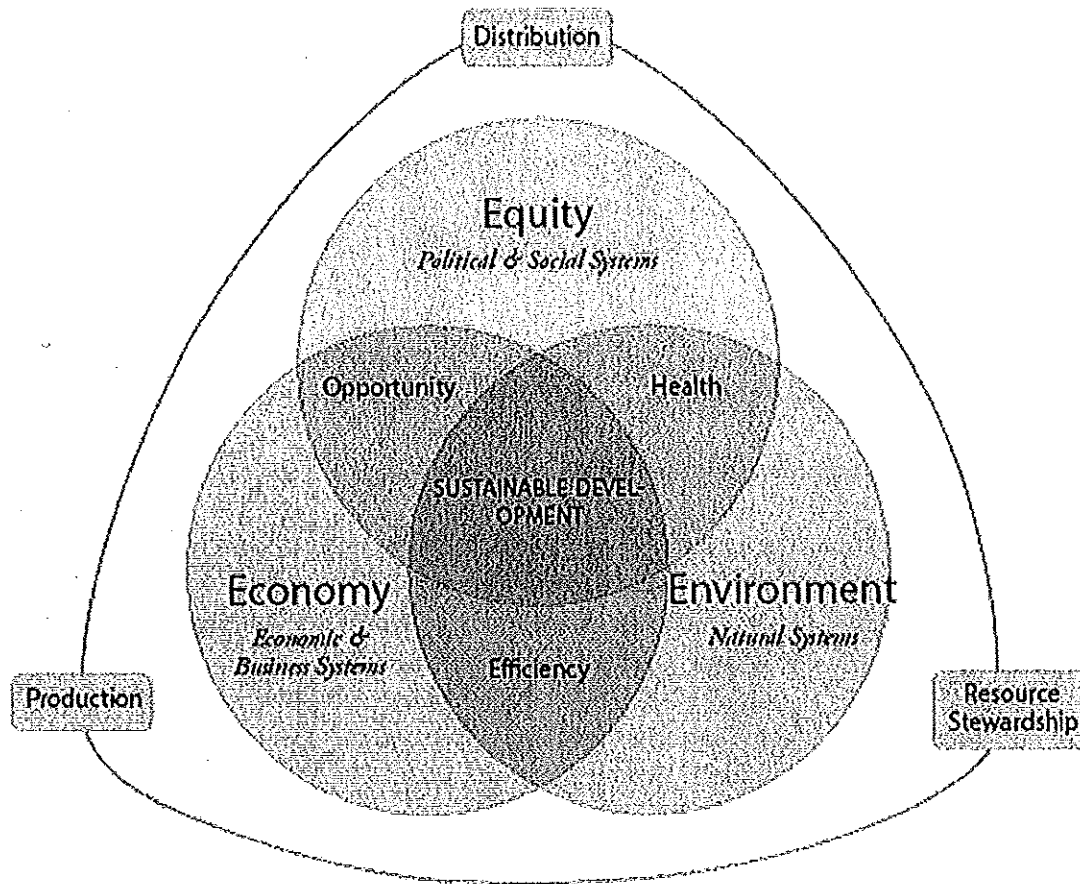 Distribution
Equity
Political & Social Systems
Opportunity
Health
SUSTAINABLE DEVEL-
OPMENT
Economy
Economic &
Business Systems
Environment
Natural Systems
Efficiency
Production
Resource
Stewardship